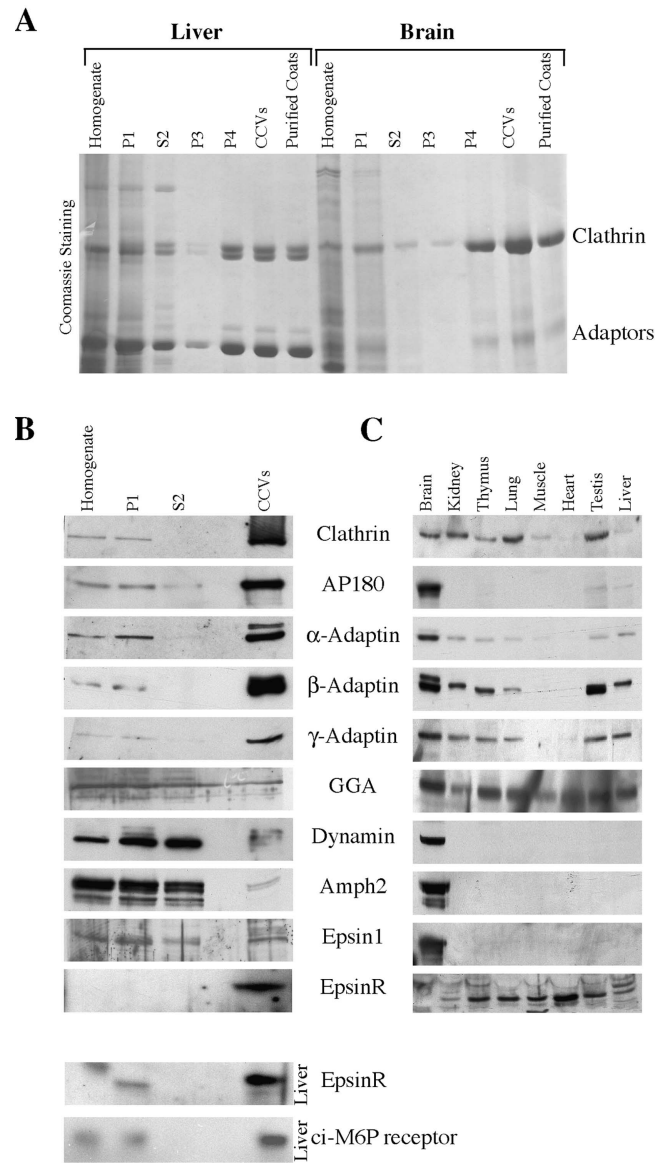 A
Liver
Brain
Homogenate
P1
S2
P3
P4
CCVs
Purified Coats
Homogenate
P1
S2
P3
P4
CCVs
Purified Coats
Coomassie Staining
Clathrin
Adaptors
B
Homogenate
P1
S2
CCVs
C
Brain
Kidney
Thymus
Lung
Muscle
Heart
Testis
Liver
Clathrin
AP180
α-Adaptin
β-Adaptin
γ-Adaptin
GGA
Dynamin
Amph2
Epsin1
EpsinR
Liver
EpsinR
Liver
ci-M6P receptor